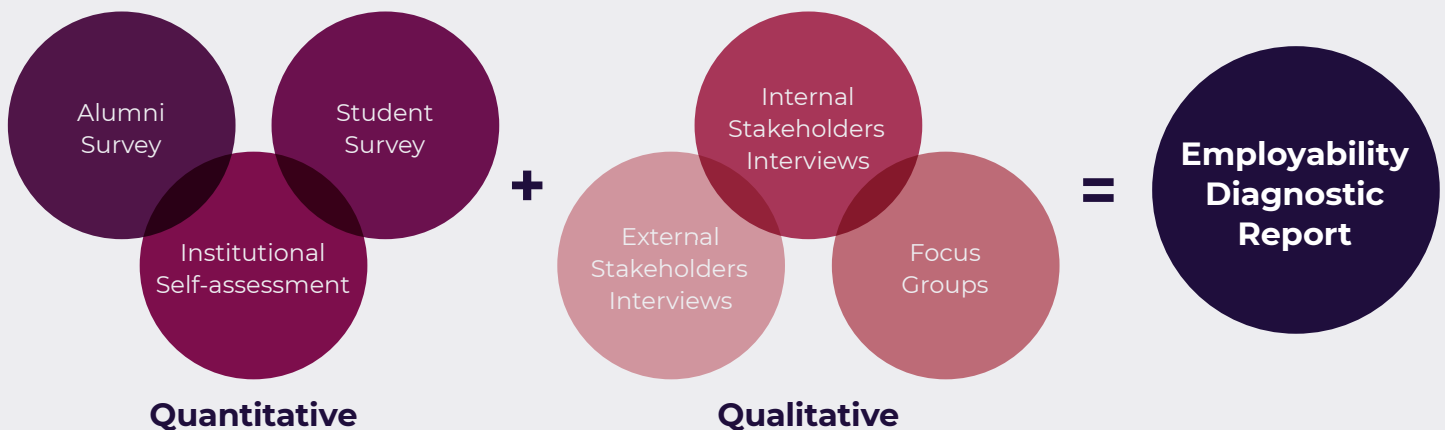 Alumni
Survey
Student
Survey
Institutional
Self-assessment
Quantitative
+
Internal
Stakeholders
Interviews
External
Stakeholders
Interviews
Focus
Groups
Qualitative
=
Employability
Diagnostic
Report